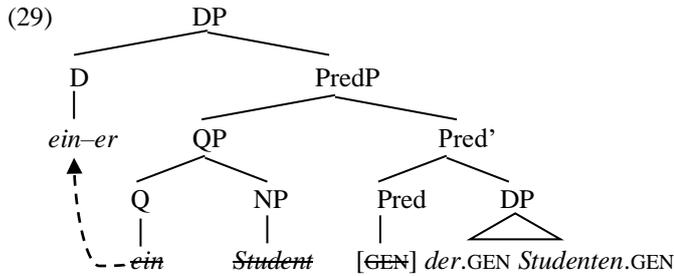 (29) DP
D PredP
ein–er QP Pred’
Q NP Pred DP
ein Student [GEN] der.GEN Studenten.GEN